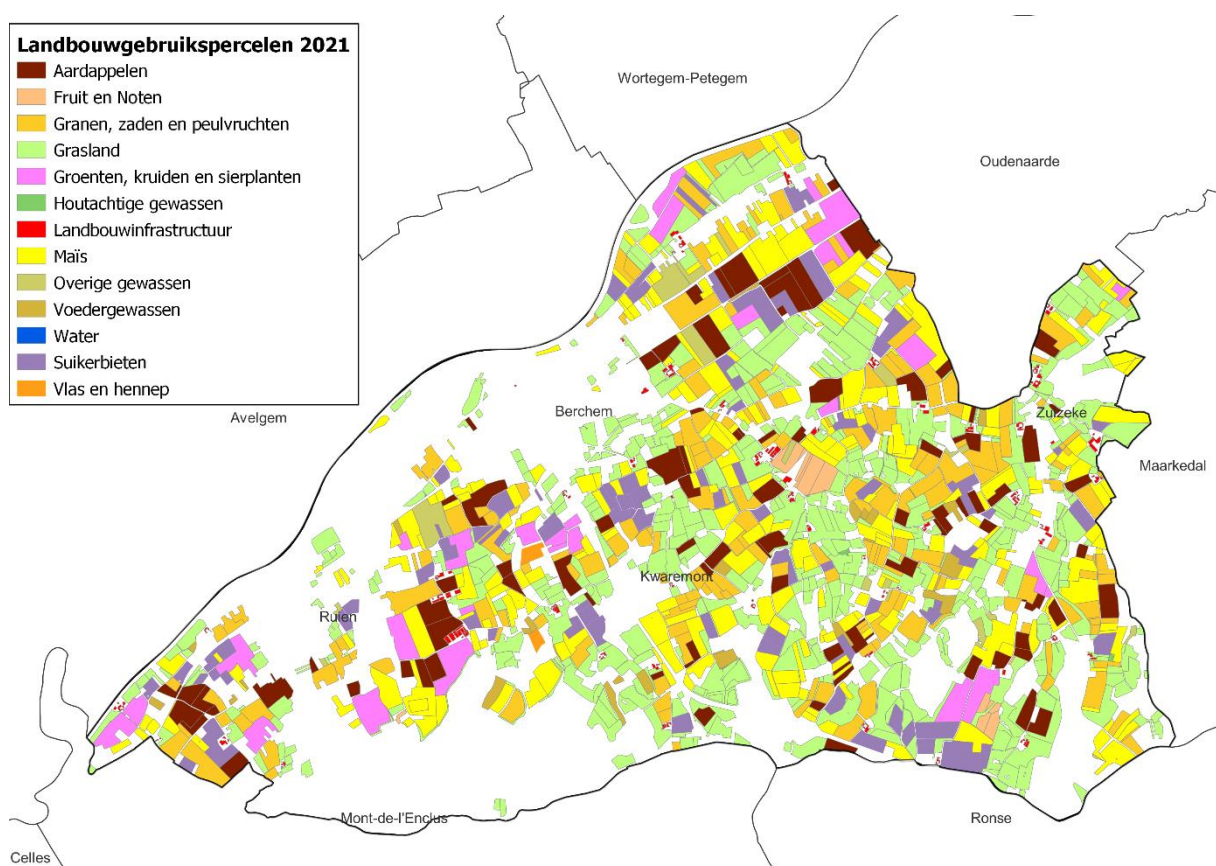 Landbouwgebruikspercelen 2021
Aardappelen
Fruit en Noten
Granen, zaden en peulvruchten
Grasland
Groenten, kruiden en sierplanten
Houtachtige gewassen
Landbouwinfrastructuur
Maïs
Overige gewassen
Voedergewassen
Water
Suikerbieten
Vlas en hennep
Wortegem-Petegem
Oudenaarde
Avelgem
Berchem
Zulzeke
Maarkedal
Kwaremont
Ruien
Mont-de-l'Enclus
Ronse
Celles